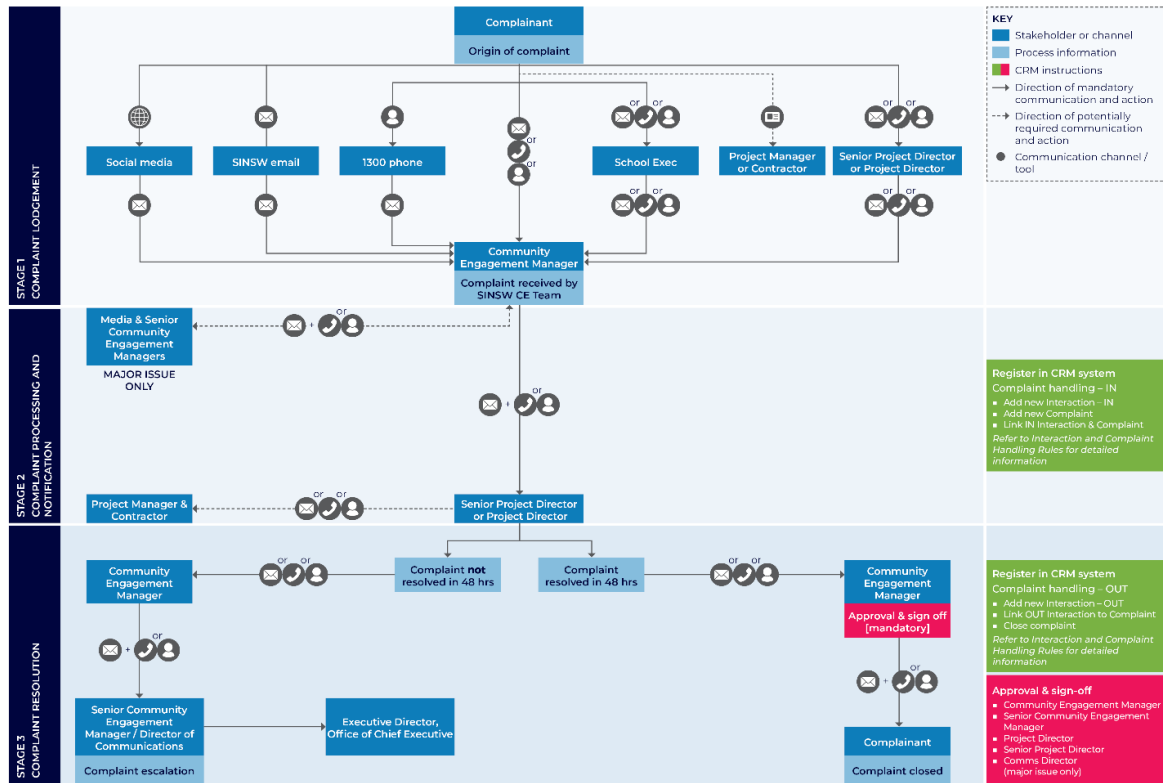 Complainant
Origin of complaint
or
or
or
or
or
or
Social media
SINSW email
1300 phone
School Exec
Project Manager
or Contractor
Senior Project Director
or Project Director
or
or
or
or
Community
Engagement Manager
Complaint received by
SINSW CE Team
STAGE 1
COMPLAINT LODGEMENT
KEY
Stakeholder or channel
Process information
CRM instructions
Direction of mandatory
communication and action
Direction of potentially
required communication
and action
Communication channel /
tool
Media & Senior
Community
Engagement
Managers
MAJOR ISSUE
ONLY
+
or
+
or
Project Manager &
Contractor
or
or
Senior Project Director
or Project Director
STAGE 2
COMPLAINT PROCESSING AND
NOTIFICATION
Register in CRM system
Complaint handling – IN
Add new Interaction – IN
Add new Complaint
Link IN Interaction & Complaint
Refer to Interaction and Complaint
Handling Rules for detailed
information
Community
Engagement
Manager
or
or
Complaint not
resolved in 48 hrs
Complaint
resolved in 48 hrs
or
or
Community
Engagement
Manager
Approval & sign off
[mandatory]
+
or
+
or
Senior Community
Engagement
Manager / Director of
Communications
Complaint escalation
Executive Director,
Office of Chief Executive
Complainant
Complaint closed
STAGE 3
COMPLAINT RESOLUTION
Register in CRM system
Complaint handling – OUT
Add new Interaction – OUT
Link OUT Interaction to Complaint
Close complaint
Refer to Interaction and Complaint
Handling Rules for detailed
information
Approval & sign-off
Community Engagement Manager
Senior Community Engagement
Manager
Project Director
Senior Project Director
Comms Director
(major issue only)